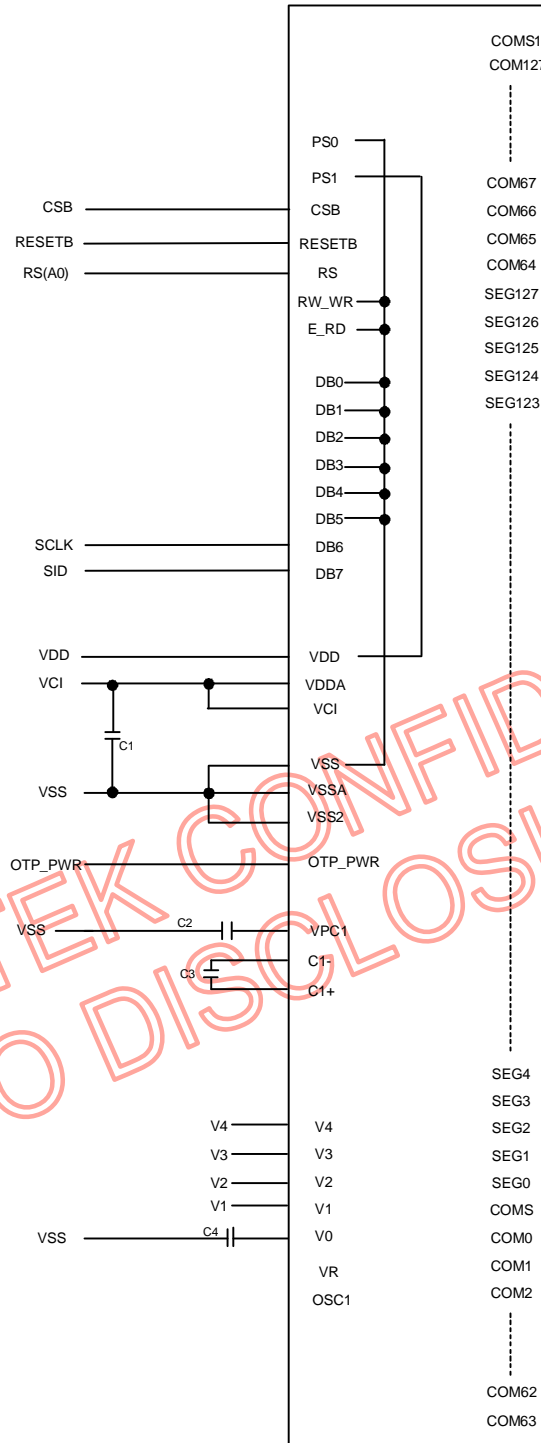 COMS1
COM127
PS0
PS1
COM67
CSB
CSB
COM66
RESETB
RESETB
COM65
RS(A0)
RS
COM64
RW_WR
SEG127
E_RD
SEG126
SEG125
DB0
SEG124
DB1
SEG123
DB2
DB3
DB4
DB5
SCLK
DB6
SID
DB7
VDD
VDD
VCI
VDDA
VCI
C1
VSS
VSS
VSSA
VSS2
OTP_PWR
OTP_PWR
C2
VSS
VPC1
C3
C1-
C1+
SEG4
SEG3
V4
V4
SEG2
V3
V3
SEG1
V2
V2
SEG0
V1
V1
COMS
VSS
C4
V0
COM0
VR
COM1
OSC1
COM2
COM62
COM63
TEK CONFID
O DISCLOS